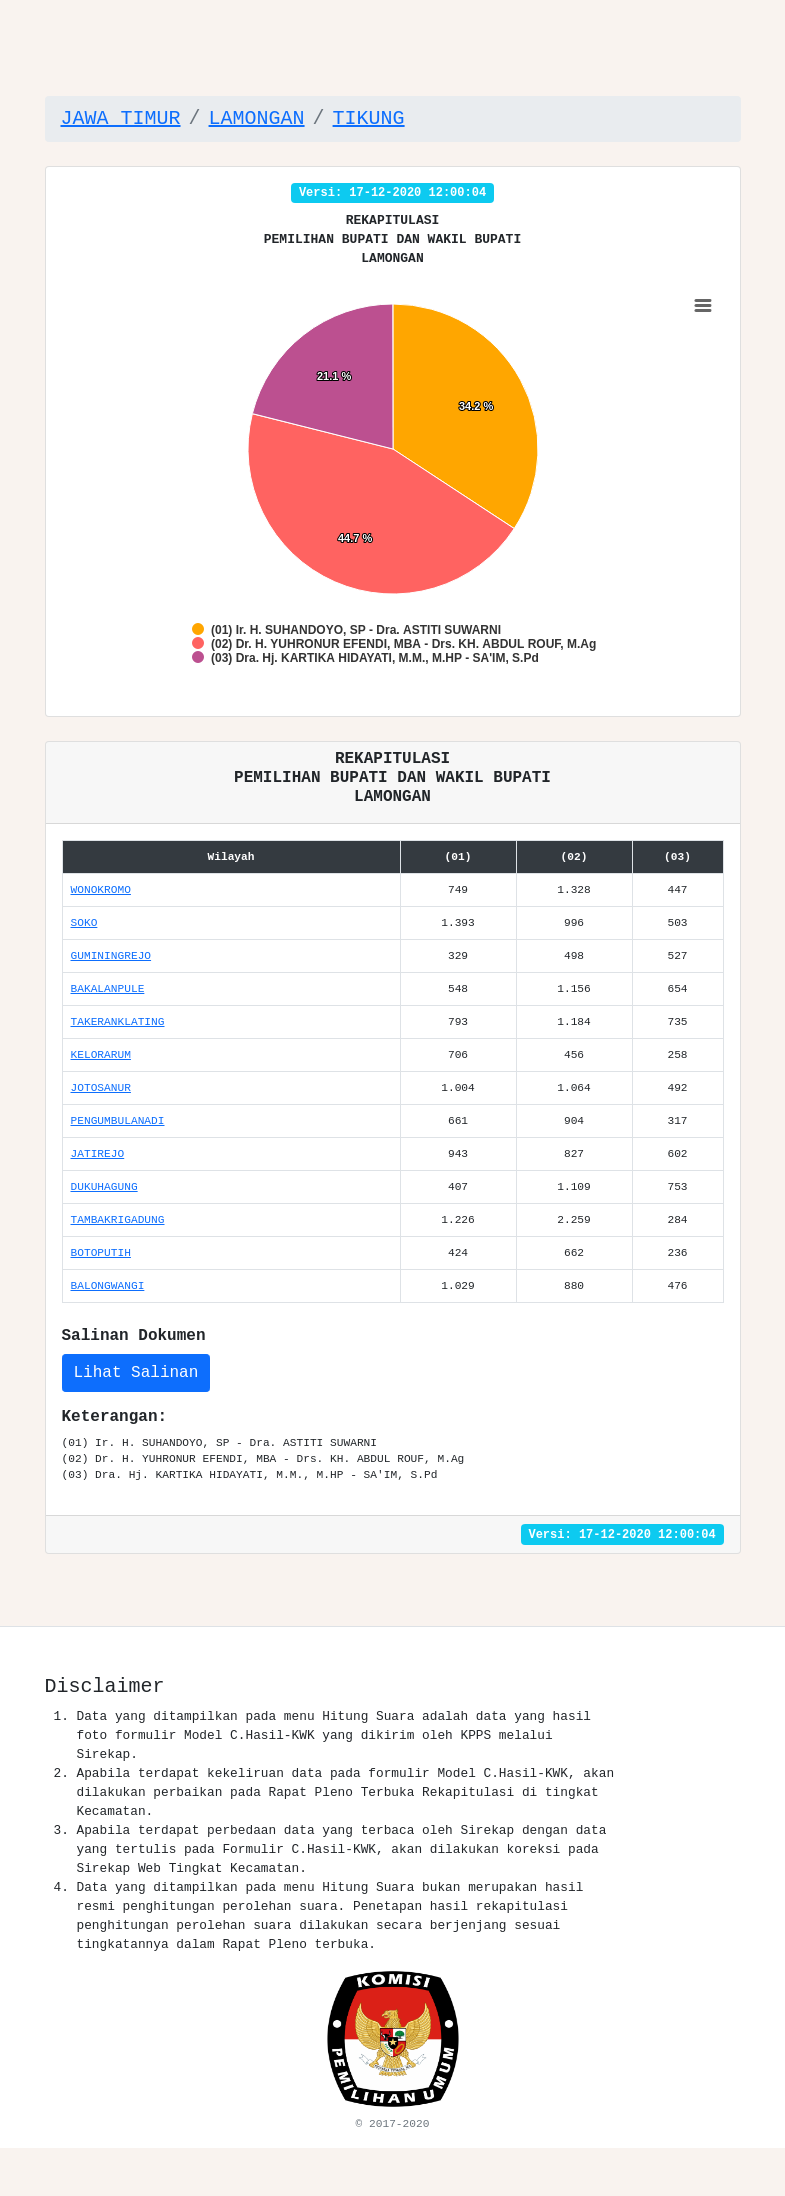 JAWA TIMUR / LAMONGAN / TIKUNG
Versi: 17-12-2020 12:00:04
REKAPITULASI
PEMILIHAN BUPATI DAN WAKIL BUPATI
LAMONGAN
21.1 %
34.2 %
44.7 %
(01) Ir. H. SUHANDOYO, SP - Dra. ASTITI SUWARNI
(02) Dr. H. YUHRONUR EFENDI, MBA - Drs. KH. ABDUL ROUF, M.Ag
(03) Dra. Hj. KARTIKA HIDAYATI, M.M., M.HP - SA'IM, S.Pd
REKAPITULASI
PEMILIHAN BUPATI DAN WAKIL BUPATI
LAMONGAN
Wilayah (01) (02) (03)
WONOKROMO 749 1.328 447
SOKO 1.393 996 503
GUMININGREJO 329 498 527
BAKALANPULE 548 1.156 654
TAKERANKLATING 793 1.184 735
KELORARUM 706 456 258
JOTOSANUR 1.004 1.064 492
PENGUMBULANADI 661 904 317
JATIREJO 943 827 602
DUKUHAGUNG 407 1.109 753
TAMBAKRIGADUNG 1.226 2.259 284
BOTOPUTIH 424 662 236
BALONGWANGI 1.029 880 476
Salinan Dokumen
Lihat Salinan
Keterangan:
(01) Ir. H. SUHANDOYO, SP - Dra. ASTITI SUWARNI
(02) Dr. H. YUHRONUR EFENDI, MBA - Drs. KH. ABDUL ROUF, M.Ag
(03) Dra. Hj. KARTIKA HIDAYATI, M.M., M.HP - SA'IM, S.Pd
Versi: 17-12-2020 12:00:04
Disclaimer
1. Data yang ditampilkan pada menu Hitung Suara adalah data yang hasil
foto formulir Model C.Hasil-KWK yang dikirim oleh KPPS melalui
Sirekap.
2. Apabila terdapat kekeliruan data pada formulir Model C.Hasil-KWK, akan
dilakukan perbaikan pada Rapat Pleno Terbuka Rekapitulasi di tingkat
Kecamatan.
3. Apabila terdapat perbedaan data yang terbaca oleh Sirekap dengan data
yang tertulis pada Formulir C.Hasil-KWK, akan dilakukan koreksi pada
Sirekap Web Tingkat Kecamatan.
4. Data yang ditampilkan pada menu Hitung Suara bukan merupakan hasil
resmi penghitungan perolehan suara. Penetapan hasil rekapitulasi
penghitungan perolehan suara dilakukan secara berjenjang sesuai
tingkatannya dalam Rapat Pleno terbuka.
KOMISI
PEMILIHAN UMUM
© 2017-2020